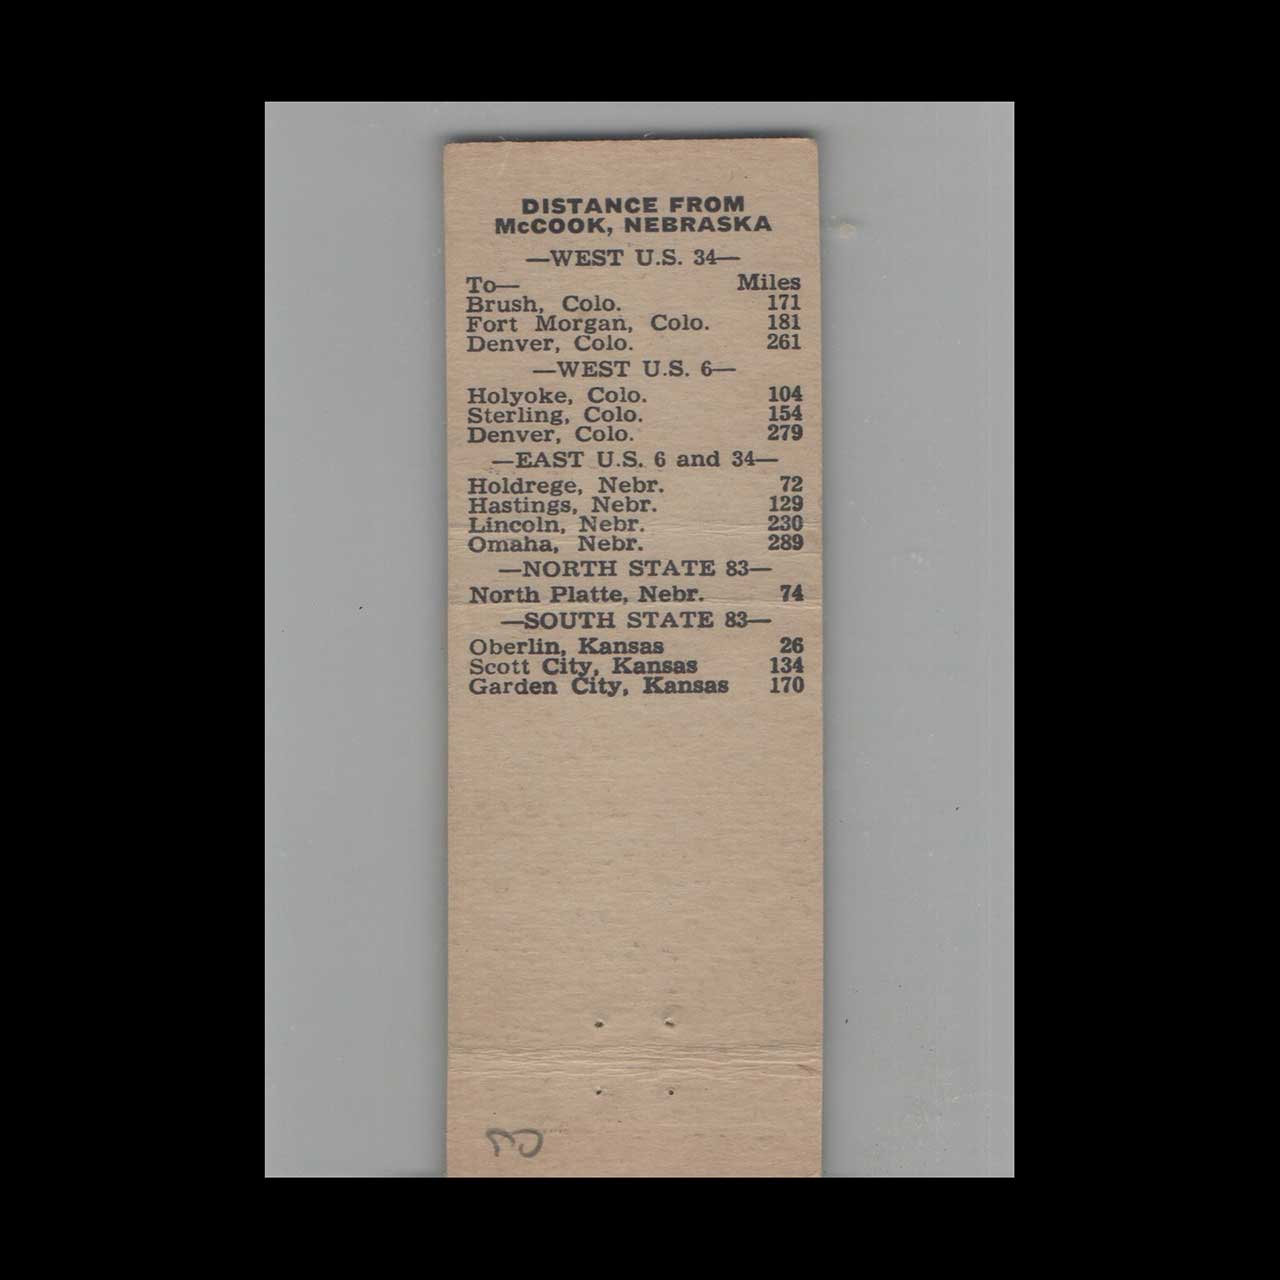 DISTANCE FROM
McCOOK, NEBRASKA
—WEST U.S. 34—
To— Miles
Brush, Colo. 171
Fort Morgan, Colo. 181
Denver, Colo. 261
—WEST U.S. 6—
Holyoke, Colo. 104
Sterling, Colo. 154
Denver, Colo. 279
—EAST U.S. 6 and 34—
Holdrege, Nebr. 72
Hastings, Nebr. 129
Lincoln, Nebr. 230
Omaha, Nebr. 289
—NORTH STATE 83—
North Platte, Nebr. 74
—SOUTH STATE 83—
Oberlin, Kansas 26
Scott City, Kansas 134
Garden City, Kansas 170